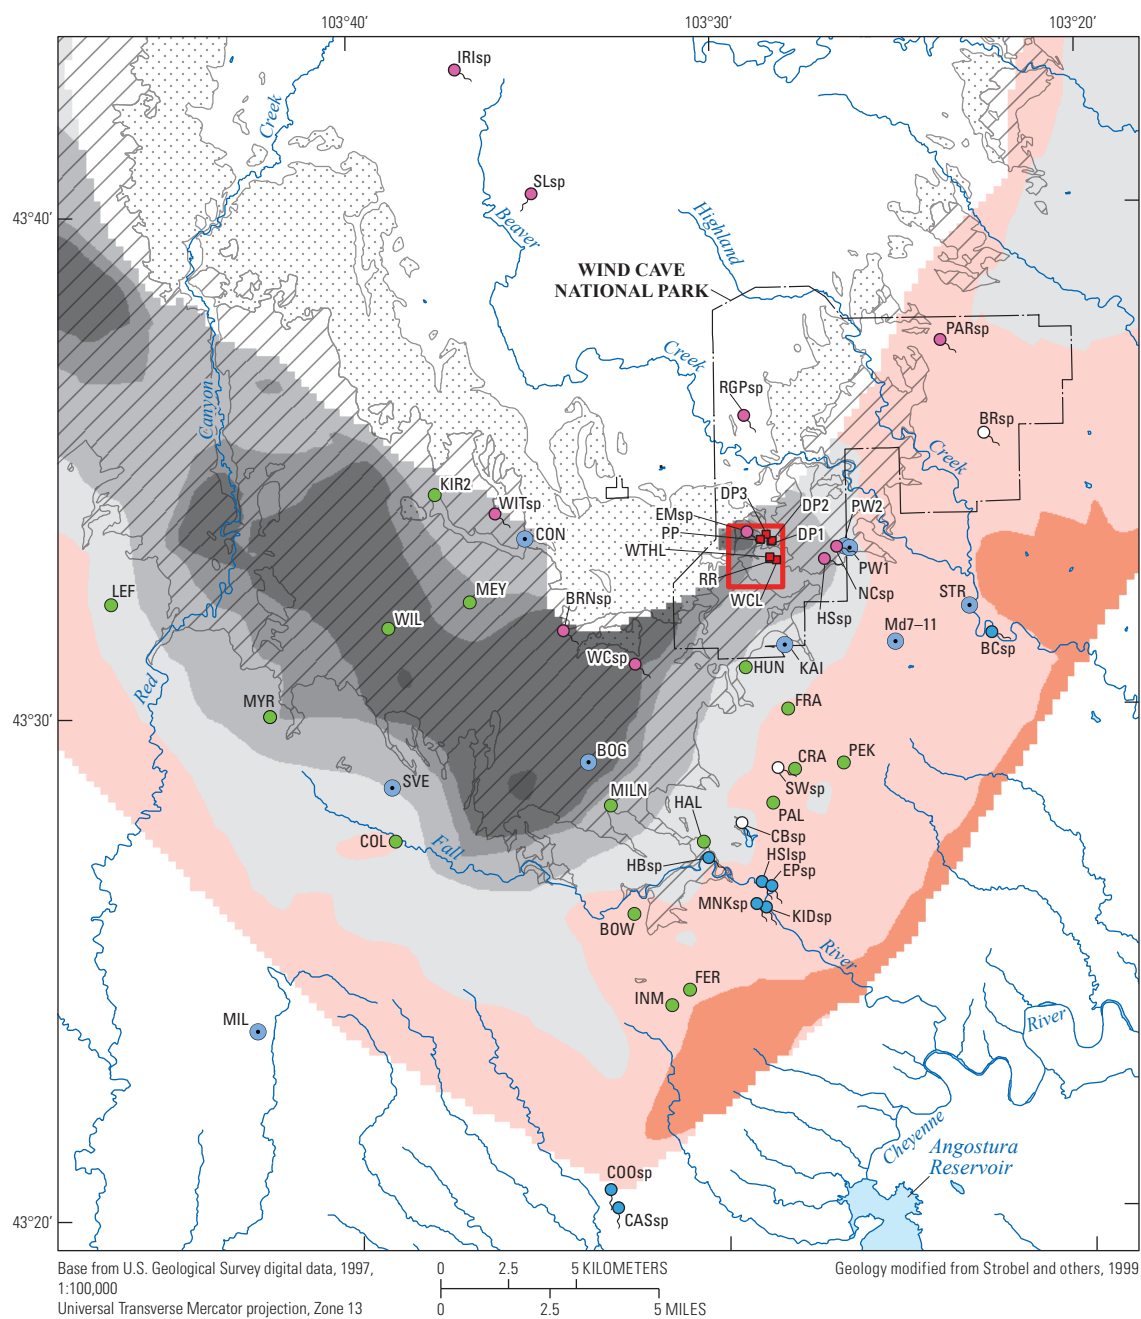 103°40′
103°30′
103°20′
IRIsp
Creek
SLsp
43°40′
Beaver
Highland
WIND CAVE
NATIONAL PARK
PARsp
Creek
RGPsp
Canyon
BRsp
Creek
KIR2
DP3
WITsp
DP2
PW2
EMsp
PP
CON
DP1
WTHL
PW1
RR
LEF
MEY
BRNsp
WCL
NCsp
STR
HSsp
WIL
Md7–11
BCsp
WCsp
HUN
KAI
Red
MYR
FRA
43°30′
BOG
CRA
PEK
SVE
SWsp
MILN
HAL
PAL
CBsp
COL
Fall
HSIsp
HBsp
EPsp
MNKsp
KIDsp
BOW
River
FER
INM
MIL
River
Cheyenne
Angostura
Reservoir
COOsp
CASsp
43°20′
Base from U.S. Geological Survey digital data, 1997,
1:100,000
Universal Transverse Mercator projection, Zone 13
0 2.5 5 KILOMETERS
0 2.5 5 MILES
Geology modified from Strobel and others, 1999